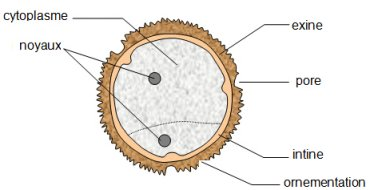 cytoplasme
noyaux
exine
pore
intine
ornementation